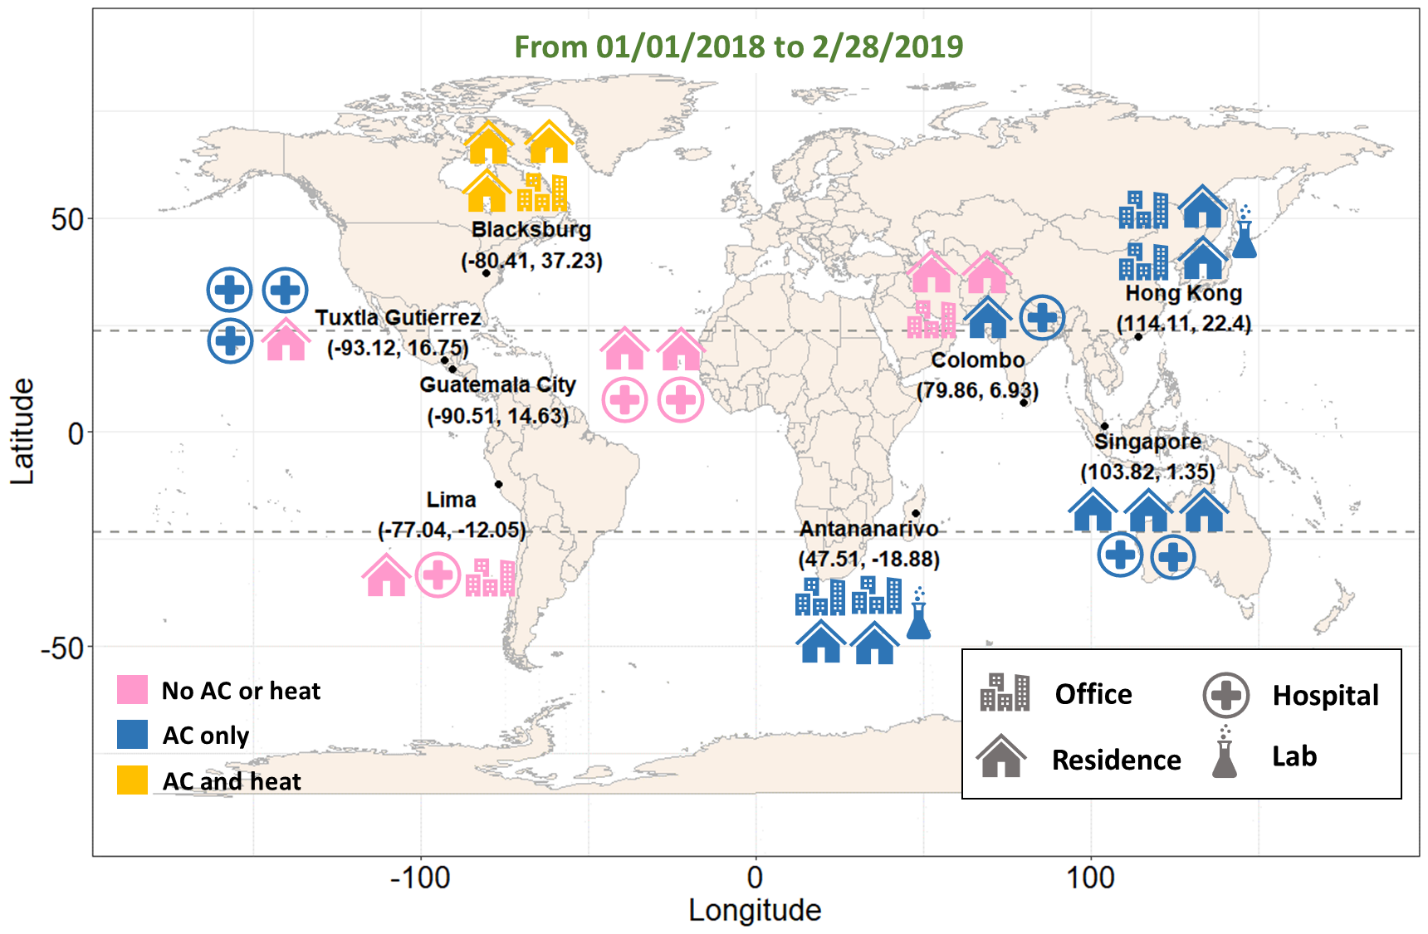 From 01/01/2018 to 2/28/2019
Blacksburg
(-80.41, 37.23)
Tuxtla Gutierrez
(-93.12, 16.75)
Guatemala City
(-90.51, 14.63)
Lima
(-77.04, -12.05)
Antananarivo
(47.51, -18.88)
Colombo
(79.86, 6.93)
Hong Kong
(114.11, 22.4)
Singapore
(103.82, 1.35)
50
0
-50
Latitude
-100
0
100
Longitude
No AC or heat
AC only
AC and heat
Office
Hospital
Residence
Lab